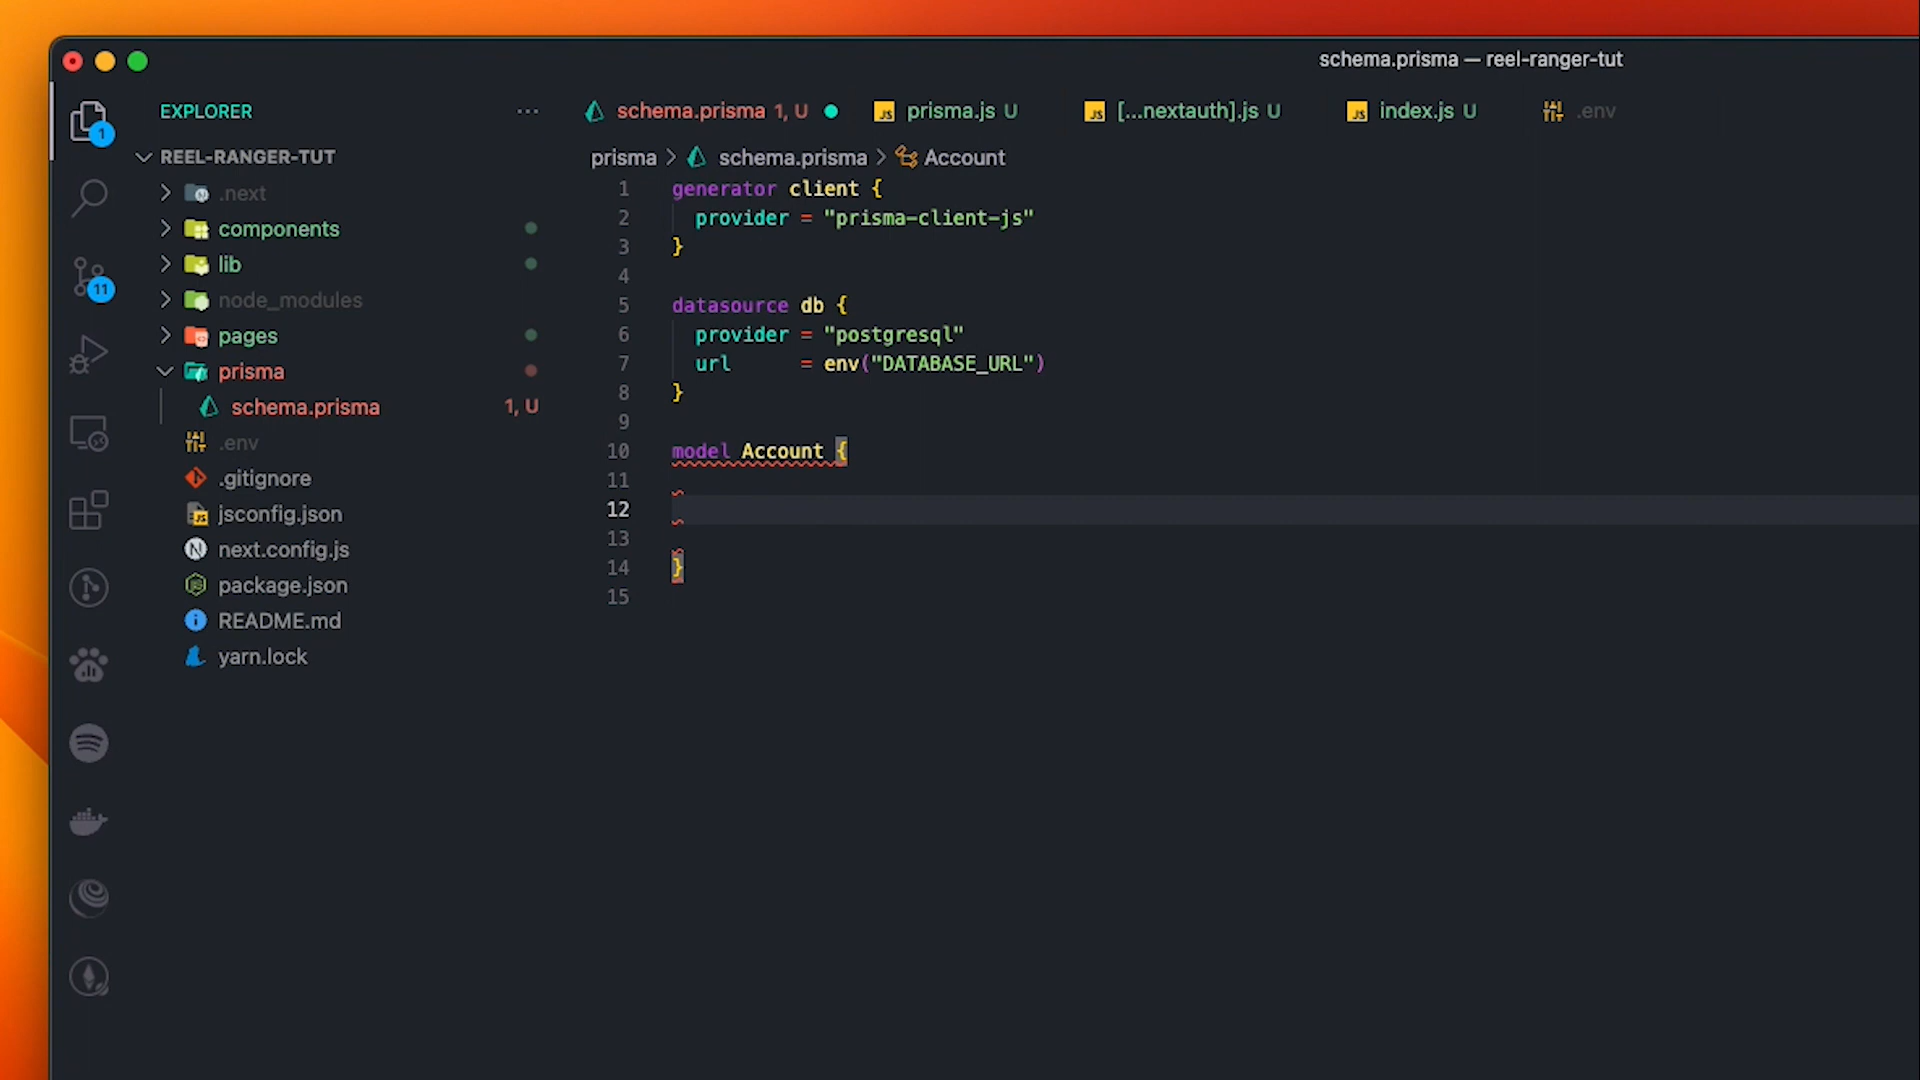 schema.prisma — reel-ranger-tut
EXPLORER
schema.prisma 1, U
prisma.js U
[...nextauth].js U
index.js U
.env
REEL-RANGER-TUT
.next
components
lib
node_modules
pages
prisma
schema.prisma 1, U
.env
.gitignore
jsconfig.json
next.config.js
package.json
README.md
yarn.lock
1
11
prisma > schema.prisma > Account
1 generator client {
2 provider = "prisma-client-js"
3 }
4
5 datasource db {
6 provider = "postgresql"
7 url = env("DATABASE_URL")
8 }
9
10 model Account {
11
12
13
14 }
15